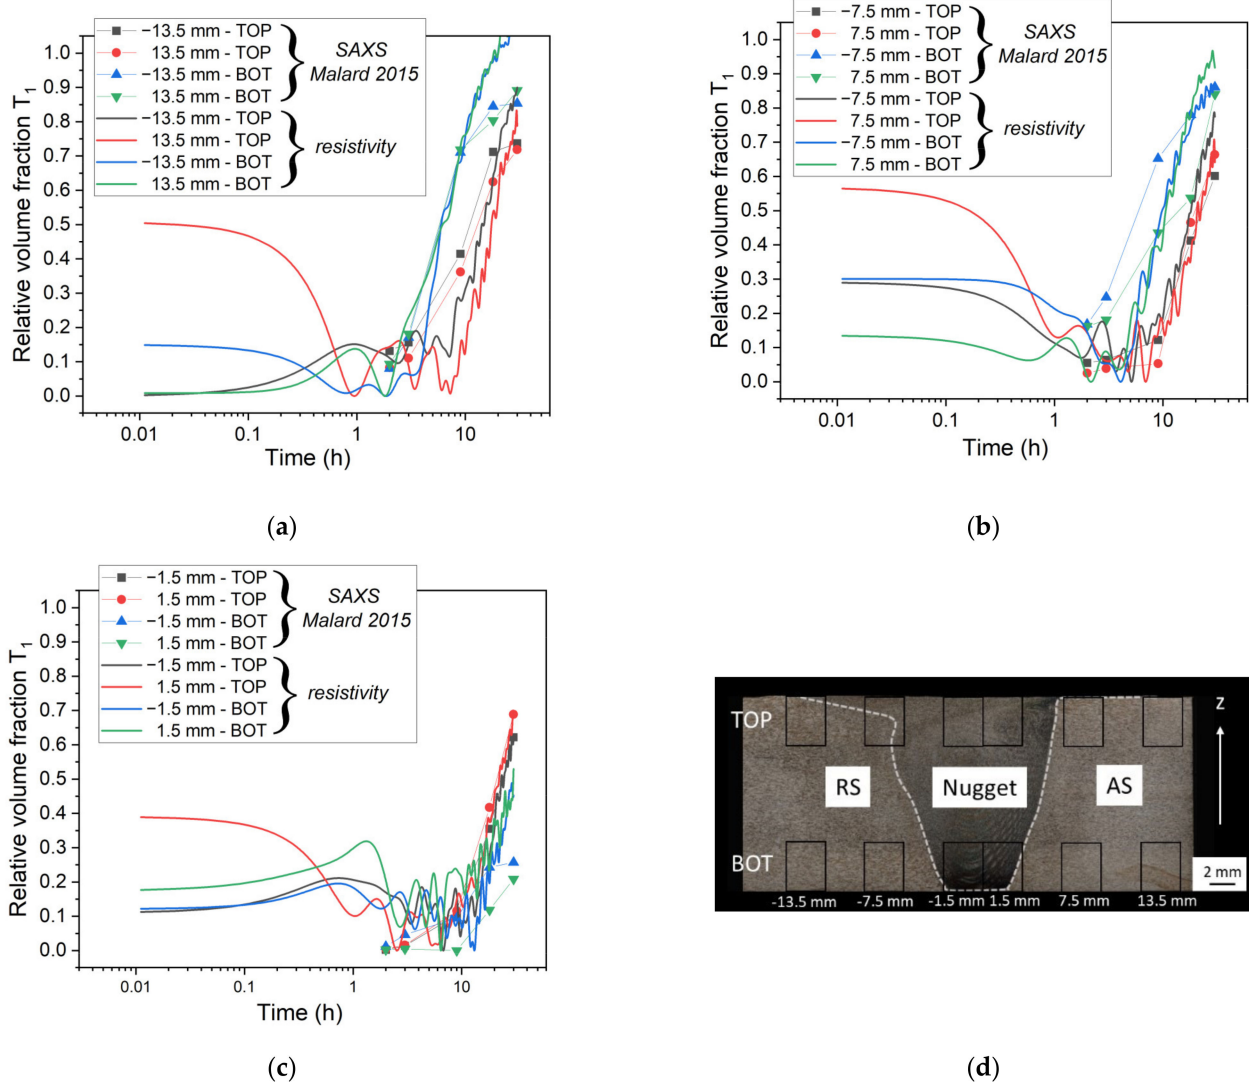 −13.5 mm - TOP
13.5 mm - TOP
−13.5 mm - BOT
13.5 mm - BOT
SAXS
Malard 2015
−13.5 mm - TOP
13.5 mm - TOP
−13.5 mm - BOT
13.5 mm - BOT
resistivity
Relative volume fraction T1
1.0
0.9
0.8
0.7
0.6
0.5
0.4
0.3
0.2
0.1
0.0
0.01 0.1 1 10
Time (h)
(a)
−7.5 mm - TOP
7.5 mm - TOP
−7.5 mm - BOT
7.5 mm - BOT
SAXS
Malard 2015
−7.5 mm - TOP
7.5 mm - TOP
−7.5 mm - BOT
7.5 mm - BOT
resistivity
Relative volume fraction T1
1.0
0.9
0.8
0.7
0.6
0.5
0.4
0.3
0.2
0.1
0.0
0.01 0.1 1 10
Time (h)
(b)
−1.5 mm - TOP
1.5 mm - TOP
−1.5 mm - BOT
1.5 mm - BOT
SAXS
Malard 2015
−1.5 mm - TOP
1.5 mm - TOP
−1.5 mm - BOT
1.5 mm - BOT
resistivity
Relative volume fraction T1
1.0
0.9
0.8
0.7
0.6
0.5
0.4
0.3
0.2
0.1
0.0
0.01 0.1 1 10
Time (h)
(c)
TOP
Z
RS Nugget AS
BOT
2 mm
-13.5 mm -7.5 mm -1.5 mm 1.5 mm 7.5 mm 13.5 mm
(d)